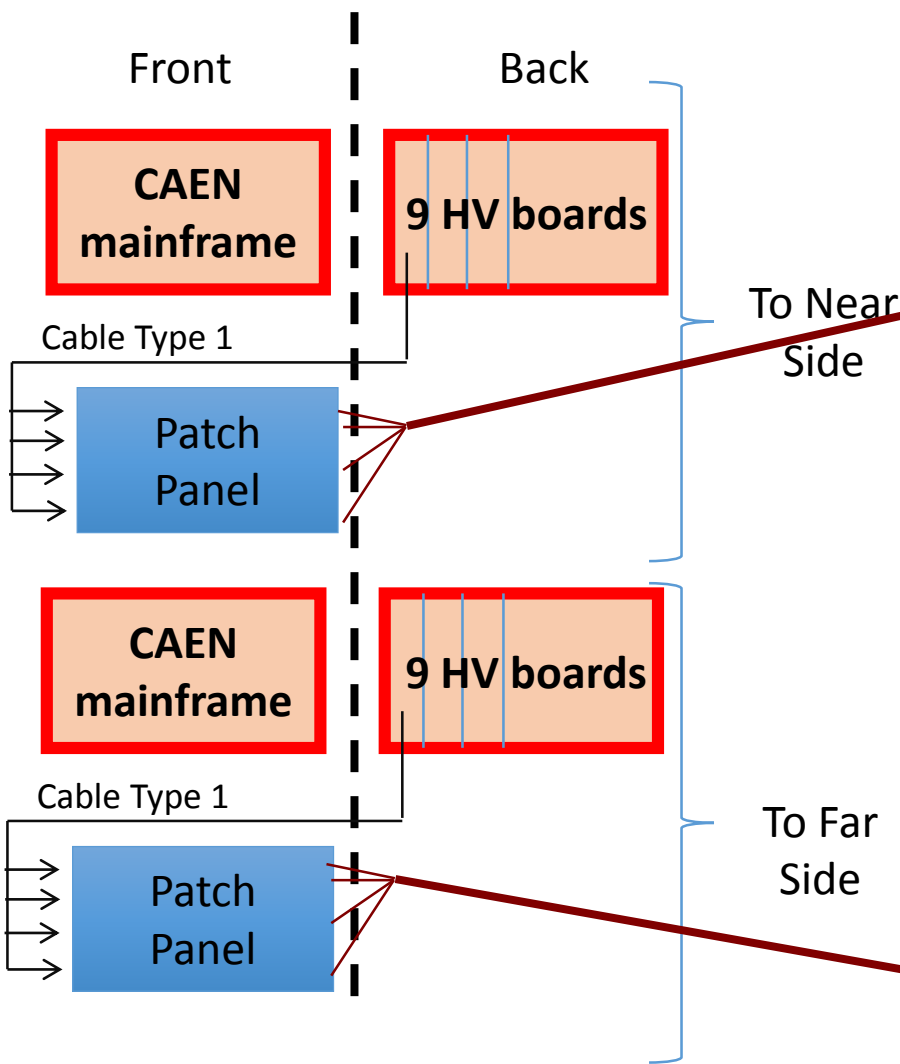 Front
Back
CAEN
mainframe
9 HV boards
To Near
Side
Cable Type 1
Patch
Panel
CAEN
mainframe
9 HV boards
Cable Type 1
To Far
Side
Patch
Panel